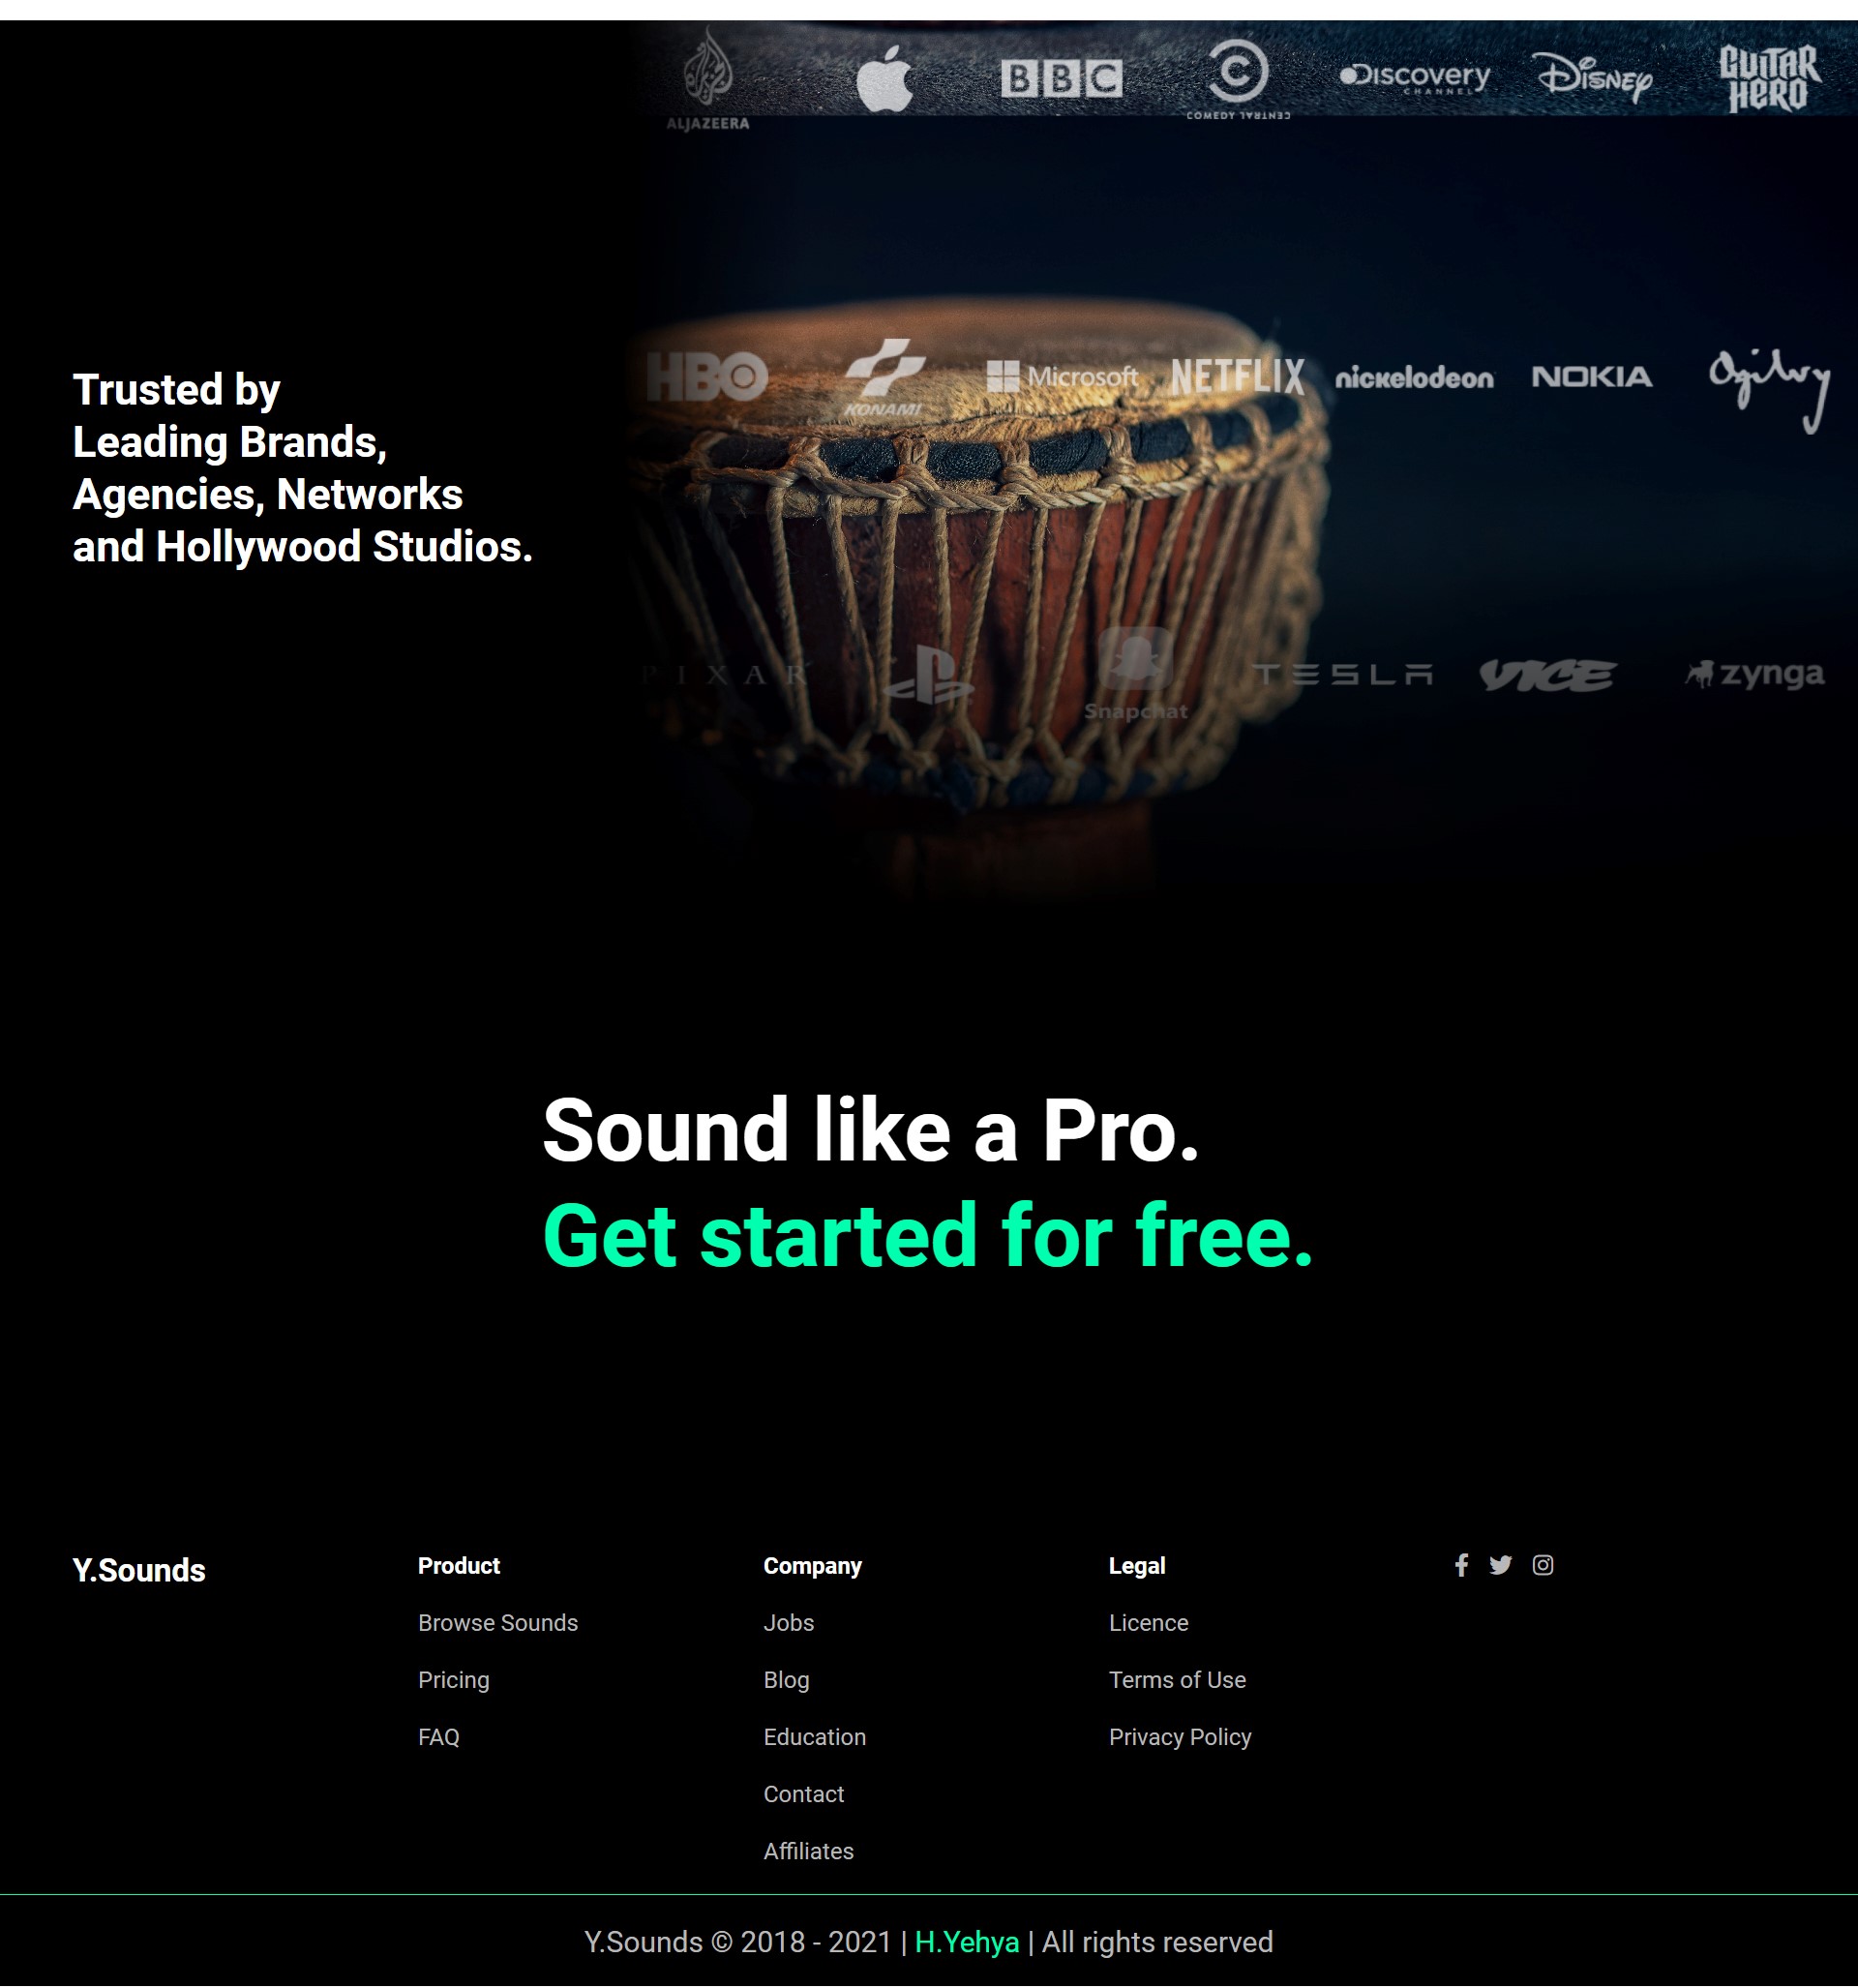 ALJAZEERA
BBC
COMEDY CENTRAL
DISCOVERY
CHANNEL
DISNEY
GUITAR
HERO
HBO
KONAMI
Microsoft
NETFLIX
nickelodeon
NOKIA
Ogilvy
Trusted by
Leading Brands,
Agencies, Networks
and Hollywood Studios.
PIXAR
Snapchat
TESLA
VICE
zynga
Sound like a Pro.
Get started for free.
Y.Sounds
Product
Browse Sounds
Pricing
FAQ
Company
Jobs
Blog
Education
Contact
Affiliates
Legal
Licence
Terms of Use
Privacy Policy
Y.Sounds © 2018 - 2021 | H.Yehya | All rights reserved